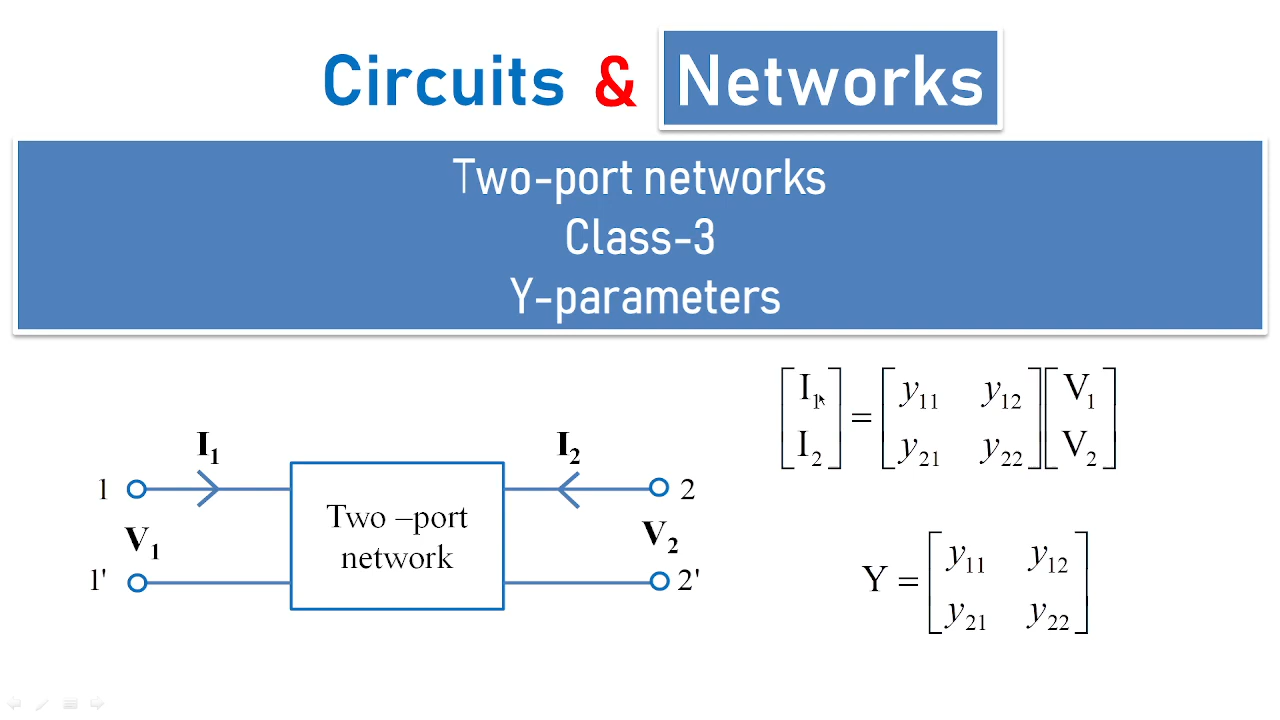 Circuits & Networks
Two-port networks
Class-3
Y-parameters
I1 I2
1 2
V1 Two –port V2
network
1' 2'
[I1 I2] = [y11 y12 y21 y22] [V1 V2]
Y = [y11 y12 y21 y22]